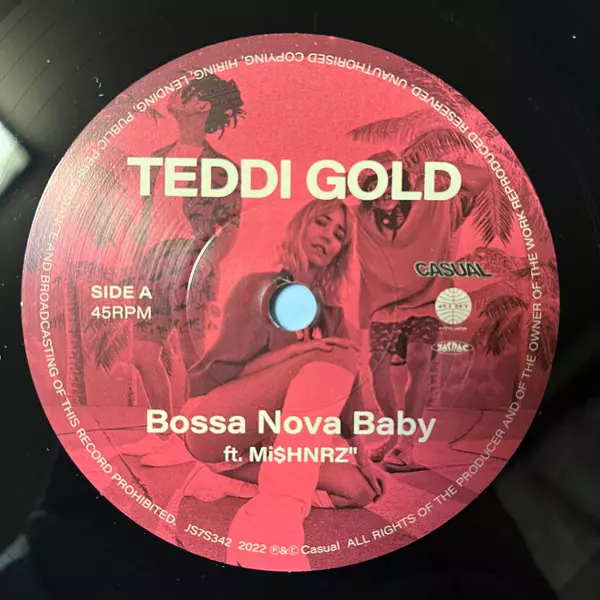 TEDDI GOLD
CASUAL
SIDE A
45RPM
Bossa Nova Baby
ft. Mi$HNRZ"
JS7S342 2022 ℗&© Casual ALL RIGHTS OF THE PRODUCER AND OF THE OWNER OF THE WORK REPRODUCED RESERVED. UNAUTHORISED COPYING, HIRING, LENDING, PUBLIC PERFORMANCE AND BROADCASTING OF THIS RECORD PROHIBITED.